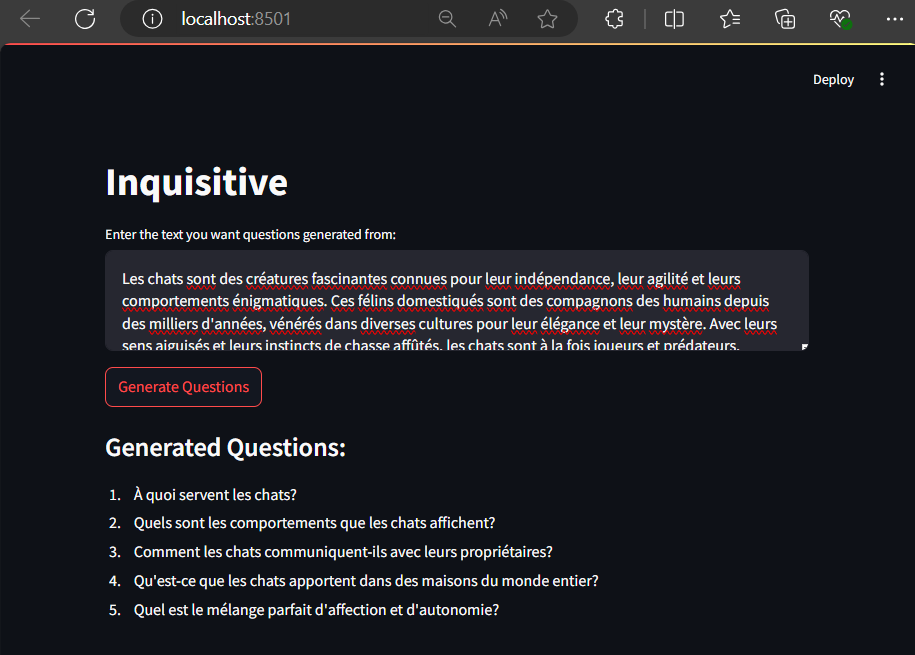 localhost:8501
Deploy
Inquisitive
Enter the text you want questions generated from:
Les chats sont des créatures fascinantes connues pour leur indépendance, leur agilité et leurs
comportements énigmatiques. Ces félins domestiqués sont des compagnons des humains depuis
des milliers d'années, vénérés dans diverses cultures pour leur élégance et leur mystère. Avec leurs
sens aiguisés et leurs instincts de chasse affûtés, les chats sont à la fois joueurs et prédateurs.
Generate Questions
Generated Questions:
1. À quoi servent les chats?
2. Quels sont les comportements que les chats affichent?
3. Comment les chats communiquent-ils avec leurs propriétaires?
4. Qu'est-ce que les chats apportent dans des maisons du monde entier?
5. Quel est le mélange parfait d'affection et d'autonomie?